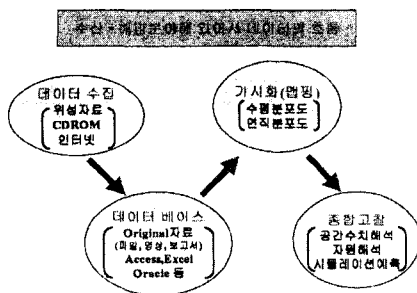 수산·해양분야에 있어서 데이터의 흐름
데이터 수집
위성자료
CDROM
인터넷
가시화(맵핑)
수평분포도
연직분포도
데이터 베이스
Original자료
(파일,영상,보고서)
Access,Excel
Oracle 등
종합고찰
공간수치해석
자원해석
시뮬레이션예측